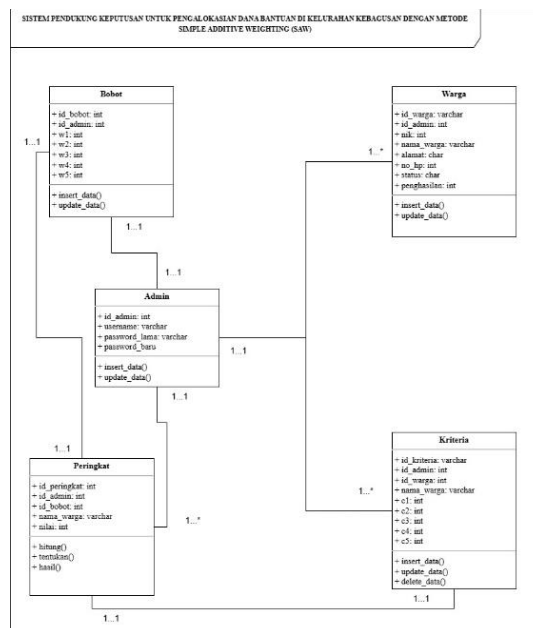 SISTEM PENDUKUNG KEPUTUSAN UNTUK PENGALOKASIAN DANA BANTUAN DI KELURAHAN KEBAGUSAN DENGAN METODE
SIMPLE ADDITIVE WEIGHTING (SAW)
Bobot
+ id_bobot: int
+ id_admin: int
+ w1: int
+ w2: int
+ w3: int
+ w4: int
+ w5: int
+ insert_data()
+ update_data()
1...1
1...1
Warga
+ id_warga: varchar
+ id_admin: int
+ nik: int
+ nama_warga: varchar
+ alamat: char
+ no_hp: int
+ status: char
+ penghasilan: int
+ insert_data()
+ update_data()
1...*
1...1
Admin
+ id_admin: int
+ username: varchar
+ password_lama: varchar
+ password_baru
+ insert_data()
+ update_data()
1...1
1...1
1...1
Peringkat
+ id_peringkat: int
+ id_admin: int
+ id_bobot: int
+ nama_warga: varchar
+ nilai: int
+ hitung()
+ tentukan()
+ hasil()
1...*
1...1
Kriteria
+ id_kriteria: varchar
+ id_admin: int
+ id_warga: int
+ nama_warga: varchar
+ c1: int
+ c2: int
+ c3: int
+ c4: int
+ c5: int
+ insert_data()
+ update_data()
+ delete_data()
1...*
1...1